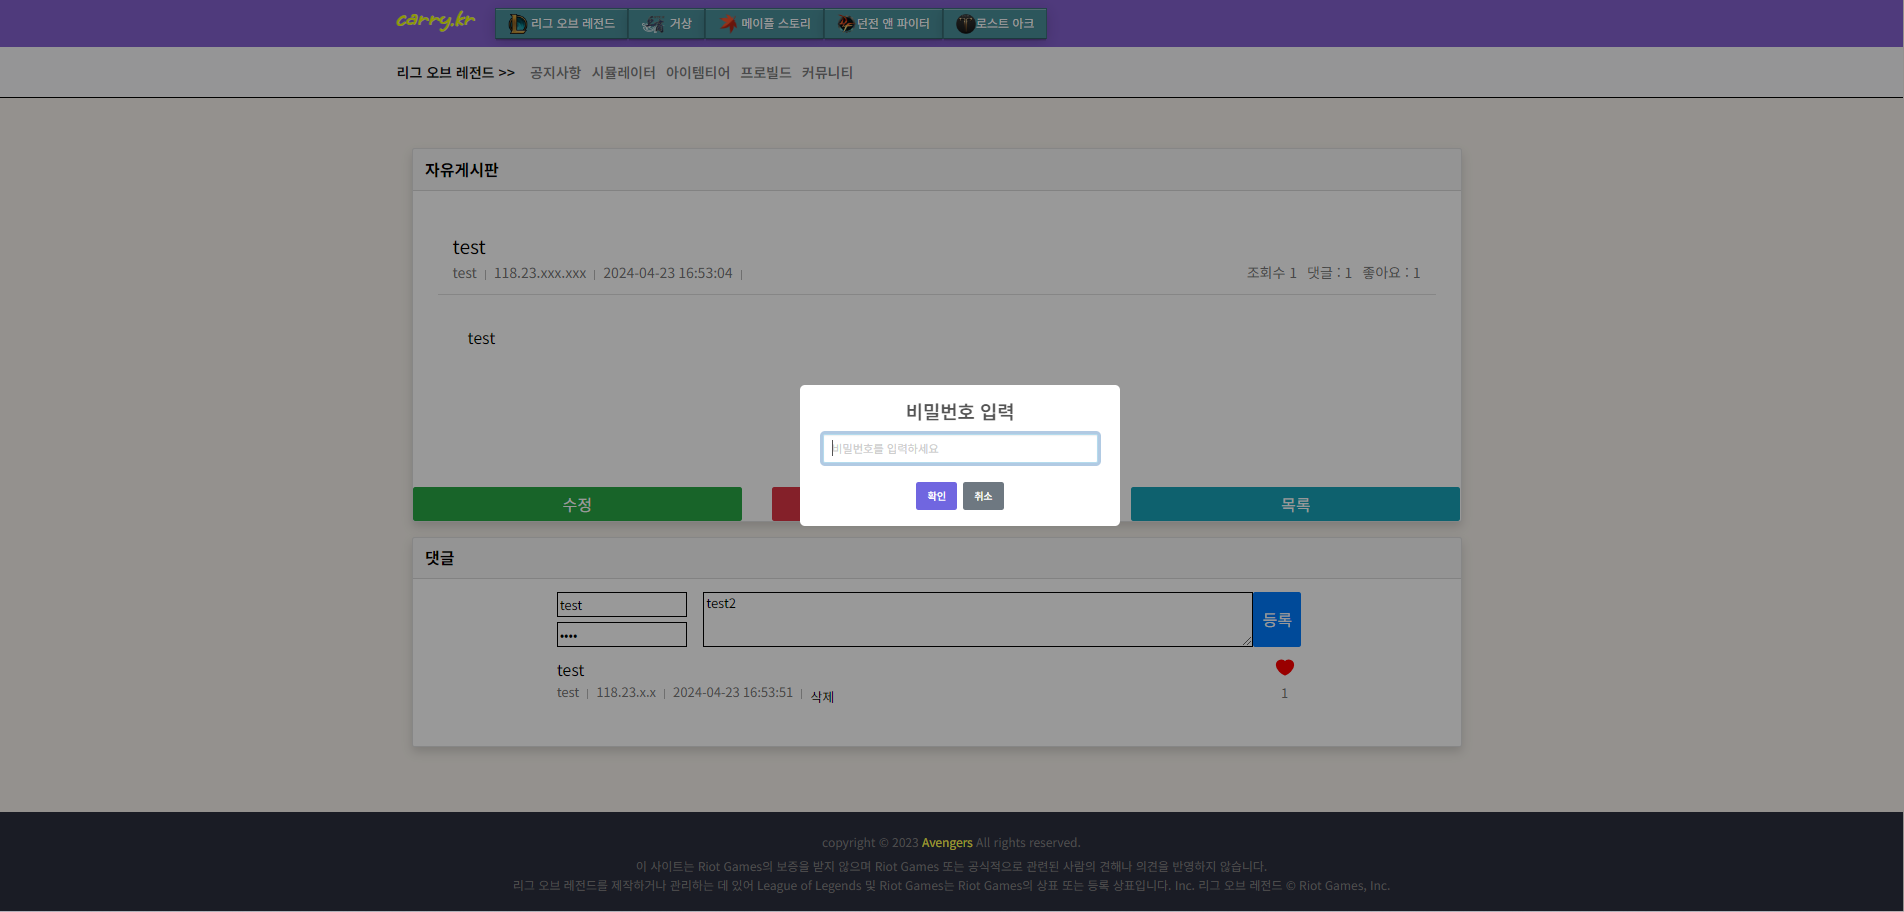 carry.kr 리그 오브 레전드 거상 메이플 스토리 던전 앤 파이터 로스트 아크
리그 오브 레전드 >> 공지사항 시뮬레이터 아이템티어 프로빌드 커뮤니티
자유게시판
test
test 118.23.xxx.xxx 2024-04-23 16:53:04 조회수 1 댓글 : 1 좋아요 : 1
test
비밀번호 입력
비밀번호를 입력하세요
확인 취소
수정 목록
댓글
test test2
•••• 등록
test
test 118.23.x.x 2024-04-23 16:53:51 삭제 1
copyright © 2023 Avengers All rights reserved.
이 사이트는 Riot Games의 보증을 받지 않으며 Riot Games 또는 공식적으로 관련된 사람의 견해나 의견을 반영하지 않습니다.
리그 오브 레전드를 제작하거나 관리하는 데 있어 League of Legends 및 Riot Games는 Riot Games의 상표 또는 등록 상표입니다. Inc. 리그 오브 레전드 © Riot Games, Inc.